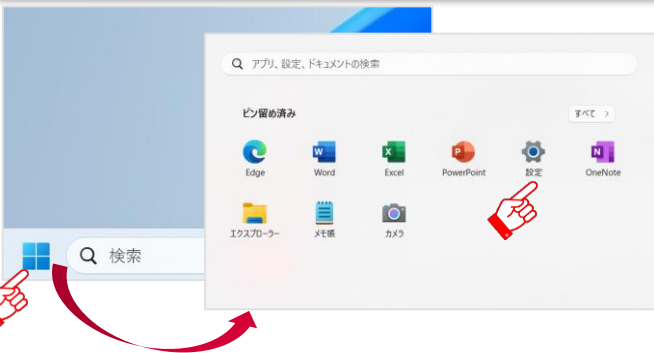 アプリ、設定、ドキュメントの検索
ピン留め済み
すべて >
Edge
Word
Excel
PowerPoint
設定
OneNote
エクスプローラー
メモ帳
カメラ
検索